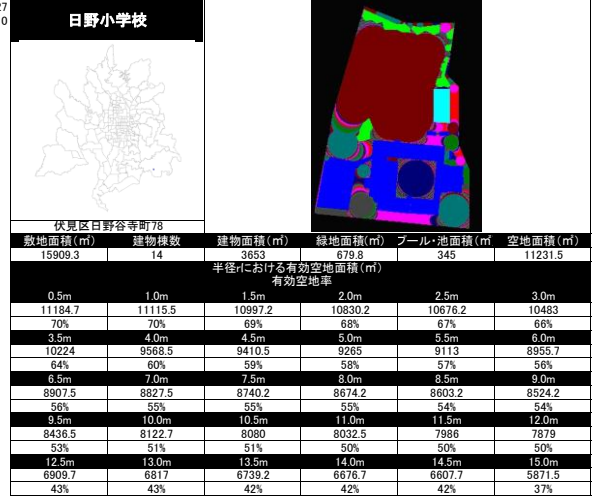 27
0
日野小学校
伏見区日野谷寺町78
敷地面積(㎡) 建物棟数 建物面積(㎡) 緑地面積(㎡) プール・池面積(㎡ 空地面積(㎡)
15909.3 14 3653 679.8 345 11231.5
半径rにおける有効空地面積(㎡)
有効空地率
0.5m 1.0m 1.5m 2.0m 2.5m 3.0m
11184.7 11115.5 10997.2 10830.2 10676.2 10483
70% 70% 69% 68% 67% 66%
3.5m 4.0m 4.5m 5.0m 5.5m 6.0m
10224 9568.5 9410.5 9265 9113 8955.7
64% 60% 59% 58% 57% 56%
6.5m 7.0m 7.5m 8.0m 8.5m 9.0m
8907.5 8827.5 8740.2 8674.2 8603.2 8524.2
56% 55% 55% 55% 54% 54%
9.5m 10.0m 10.5m 11.0m 11.5m 12.0m
8436.5 8122.7 8080 8032.5 7986 7879
53% 51% 51% 50% 50% 50%
12.5m 13.0m 13.5m 14.0m 14.5m 15.0m
6909.7 6817 6739.2 6676.7 6607.7 5871.5
43% 43% 42% 42% 42% 37%